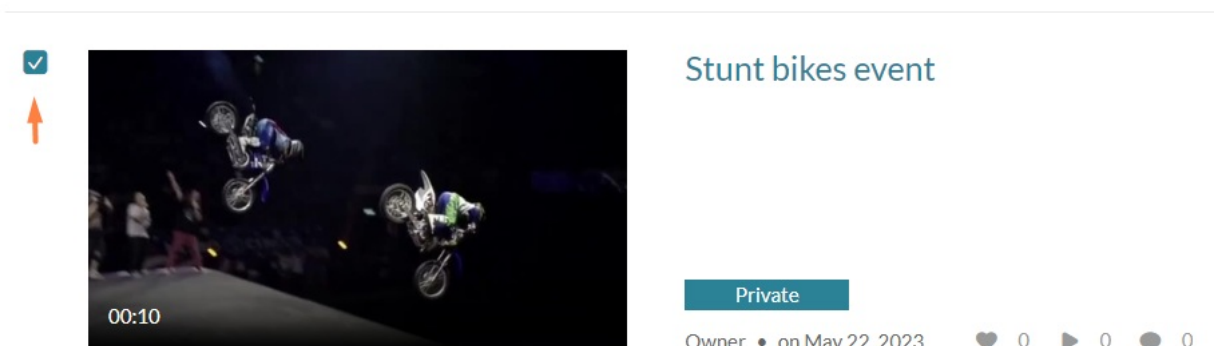 Stunt bikes event
00:10
Private
Owner • on May 22, 2023 0 0 0